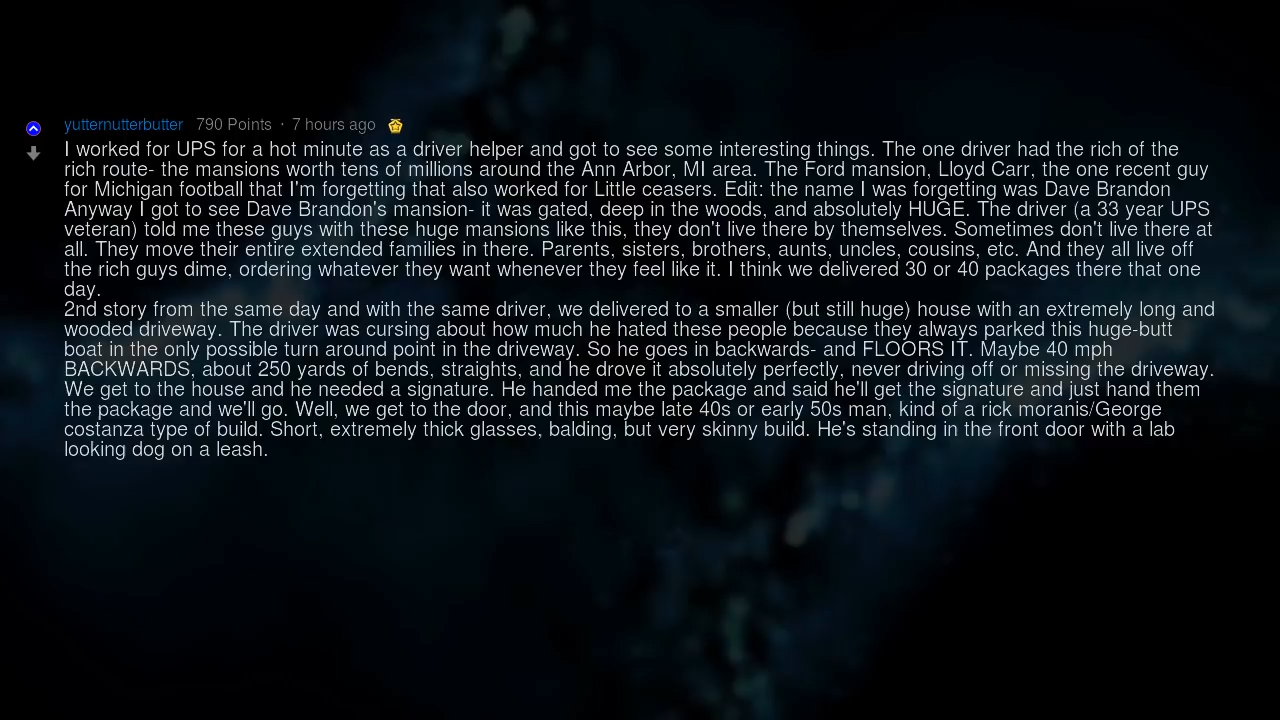 yutternutterbutter 790 Points · 7 hours ago
I worked for UPS for a hot minute as a driver helper and got to see some interesting things. The one driver had the rich of the
rich route- the mansions worth tens of millions around the Ann Arbor, MI area. The Ford mansion, Lloyd Carr, the one recent guy
for Michigan football that I'm forgetting that also worked for Little ceasers. Edit: the name I was forgetting was Dave Brandon
Anyway I got to see Dave Brandon's mansion- it was gated, deep in the woods, and absolutely HUGE. The driver (a 33 year UPS
veteran) told me these guys with these huge mansions like this, they don't live there by themselves. Sometimes don't live there at
all. They move their entire extended families in there. Parents, sisters, brothers, aunts, uncles, cousins, etc. And they all live off
the rich guys dime, ordering whatever they want whenever they feel like it. I think we delivered 30 or 40 packages there that one
day.
2nd story from the same day and with the same driver, we delivered to a smaller (but still huge) house with an extremely long and
wooded driveway. The driver was cursing about how much he hated these people because they always parked this huge-butt
boat in the only possible turn around point in the driveway. So he goes in backwards- and FLOORS IT. Maybe 40 mph
BACKWARDS, about 250 yards of bends, straights, and he drove it absolutely perfectly, never driving off or missing the driveway.
We get to the house and he needed a signature. He handed me the package and said he'll get the signature and just hand them
the package and we'll go. Well, we get to the door, and this maybe late 40s or early 50s man, kind of a rick moranis/George
costanza type of build. Short, extremely thick glasses, balding, but very skinny build. He's standing in the front door with a lab
looking dog on a leash.